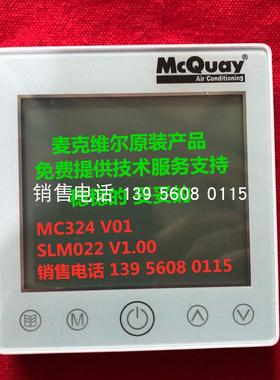 McQuay®
Air Conditioning
麦克维尔原装产品
免费提供技术服务支持
销售电话 139 5608 0115
MC324 V01
SLM022 V1.00
销售电话 139 5608 0115
M